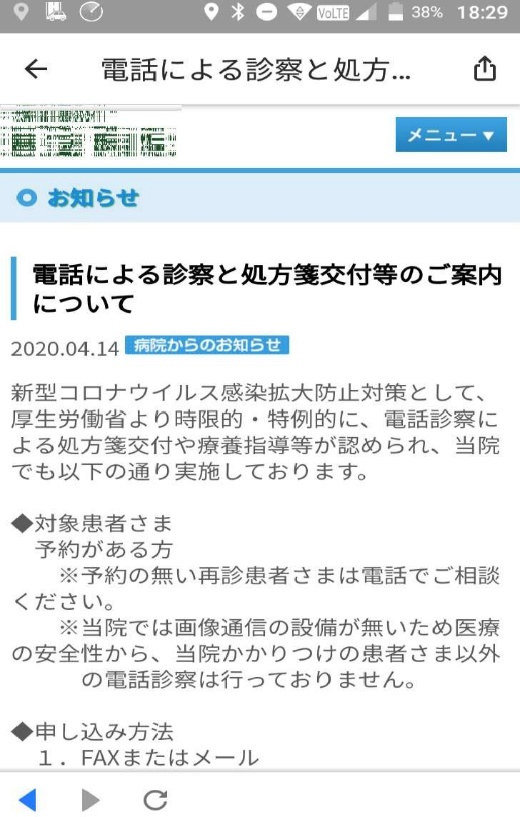 VoLTE 38% 18:29
電話による診察と処方...
メニュー▼
お知らせ
電話による診察と処方箋交付等のご案内
について
2020.04.14 病院からのお知らせ
新型コロナウイルス感染拡大防止対策として、
厚生労働省より時限的・特例的に、電話診察に
よる処方箋交付や療養指導等が認められ、当院
でも以下の通り実施しております。
◆対象患者さま
予約がある方
※予約の無い再診患者さまは電話でご相談
ください。
※当院では画像通信の設備が無いため医療
の安全性から、当院かかりつけの患者さま以外
の電話診察は行っておりません。
◆申し込み方法
１．FAXまたはメール